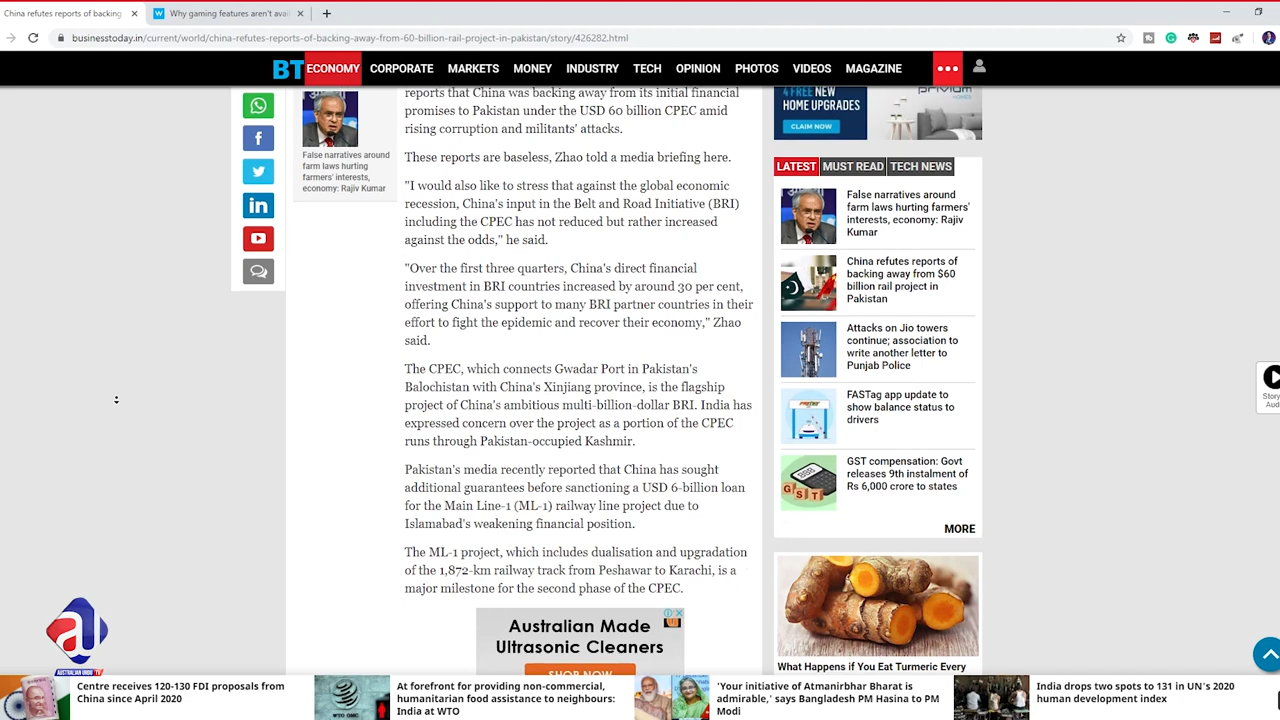 China refutes reports of backing
Why gaming features aren't avai
businesstoday.in/current/world/china-refutes-reports-of-backing-away-from-60-billion-rail-project-in-pakistan/story/426282.html
BT ECONOMY CORPORATE MARKETS MONEY INDUSTRY TECH OPINION PHOTOS VIDEOS MAGAZINE
False narratives around
farm laws hurting
farmers' interests,
economy: Rajiv Kumar
reports that China was backing away from its initial financial
promises to Pakistan under the USD 60 billion CPEC amid
rising corruption and militants' attacks.
These reports are baseless, Zhao told a media briefing here.
"I would also like to stress that against the global economic
recession, China's input in the Belt and Road Initiative (BRI)
including the CPEC has not reduced but rather increased
against the odds," he said.
"Over the first three quarters, China's direct financial
investment in BRI countries increased by around 30 per cent,
offering China's support to many BRI partner countries in their
effort to fight the epidemic and recover their economy," Zhao
said.
The CPEC, which connects Gwadar Port in Pakistan's
Balochistan with China's Xinjiang province, is the flagship
project of China's ambitious multi-billion-dollar BRI. India has
expressed concern over the project as a portion of the CPEC
runs through Pakistan-occupied Kashmir.
Pakistan's media recently reported that China has sought
additional guarantees before sanctioning a USD 6-billion loan
for the Main Line-1 (ML-1) railway line project due to
Islamabad's weakening financial position.
The ML-1 project, which includes dualisation and upgradation
of the 1,872-km railway track from Peshawar to Karachi, is a
major milestone for the second phase of the CPEC.
Australian Made
Ultrasonic Cleaners
SHOP NOW
4 FREE NEW
HOME UPGRADES
CLAIM NOW
LATEST MUST READ TECH NEWS
False narratives around
farm laws hurting farmers'
interests, economy: Rajiv
Kumar
China refutes reports of
backing away from $60
billion rail project in
Pakistan
Attacks on Jio towers
continue; association to
write another letter to
Punjab Police
FASTag app update to
show balance status to
drivers
GST
GST compensation: Govt
releases 9th instalment of
Rs 6,000 crore to states
MORE
What Happens if You Eat Turmeric Every
Story
Aud
AUSTRALIAN URDU TV
Centre receives 120-130 FDI proposals from
China since April 2020
At forefront for providing non-commercial,
humanitarian food assistance to neighbours:
India at WTO
'Your initiative of Atmanirbhar Bharat is
admirable,' says Bangladesh PM Hasina to PM
Modi
India drops two spots to 131 in UN's 2020
human development index